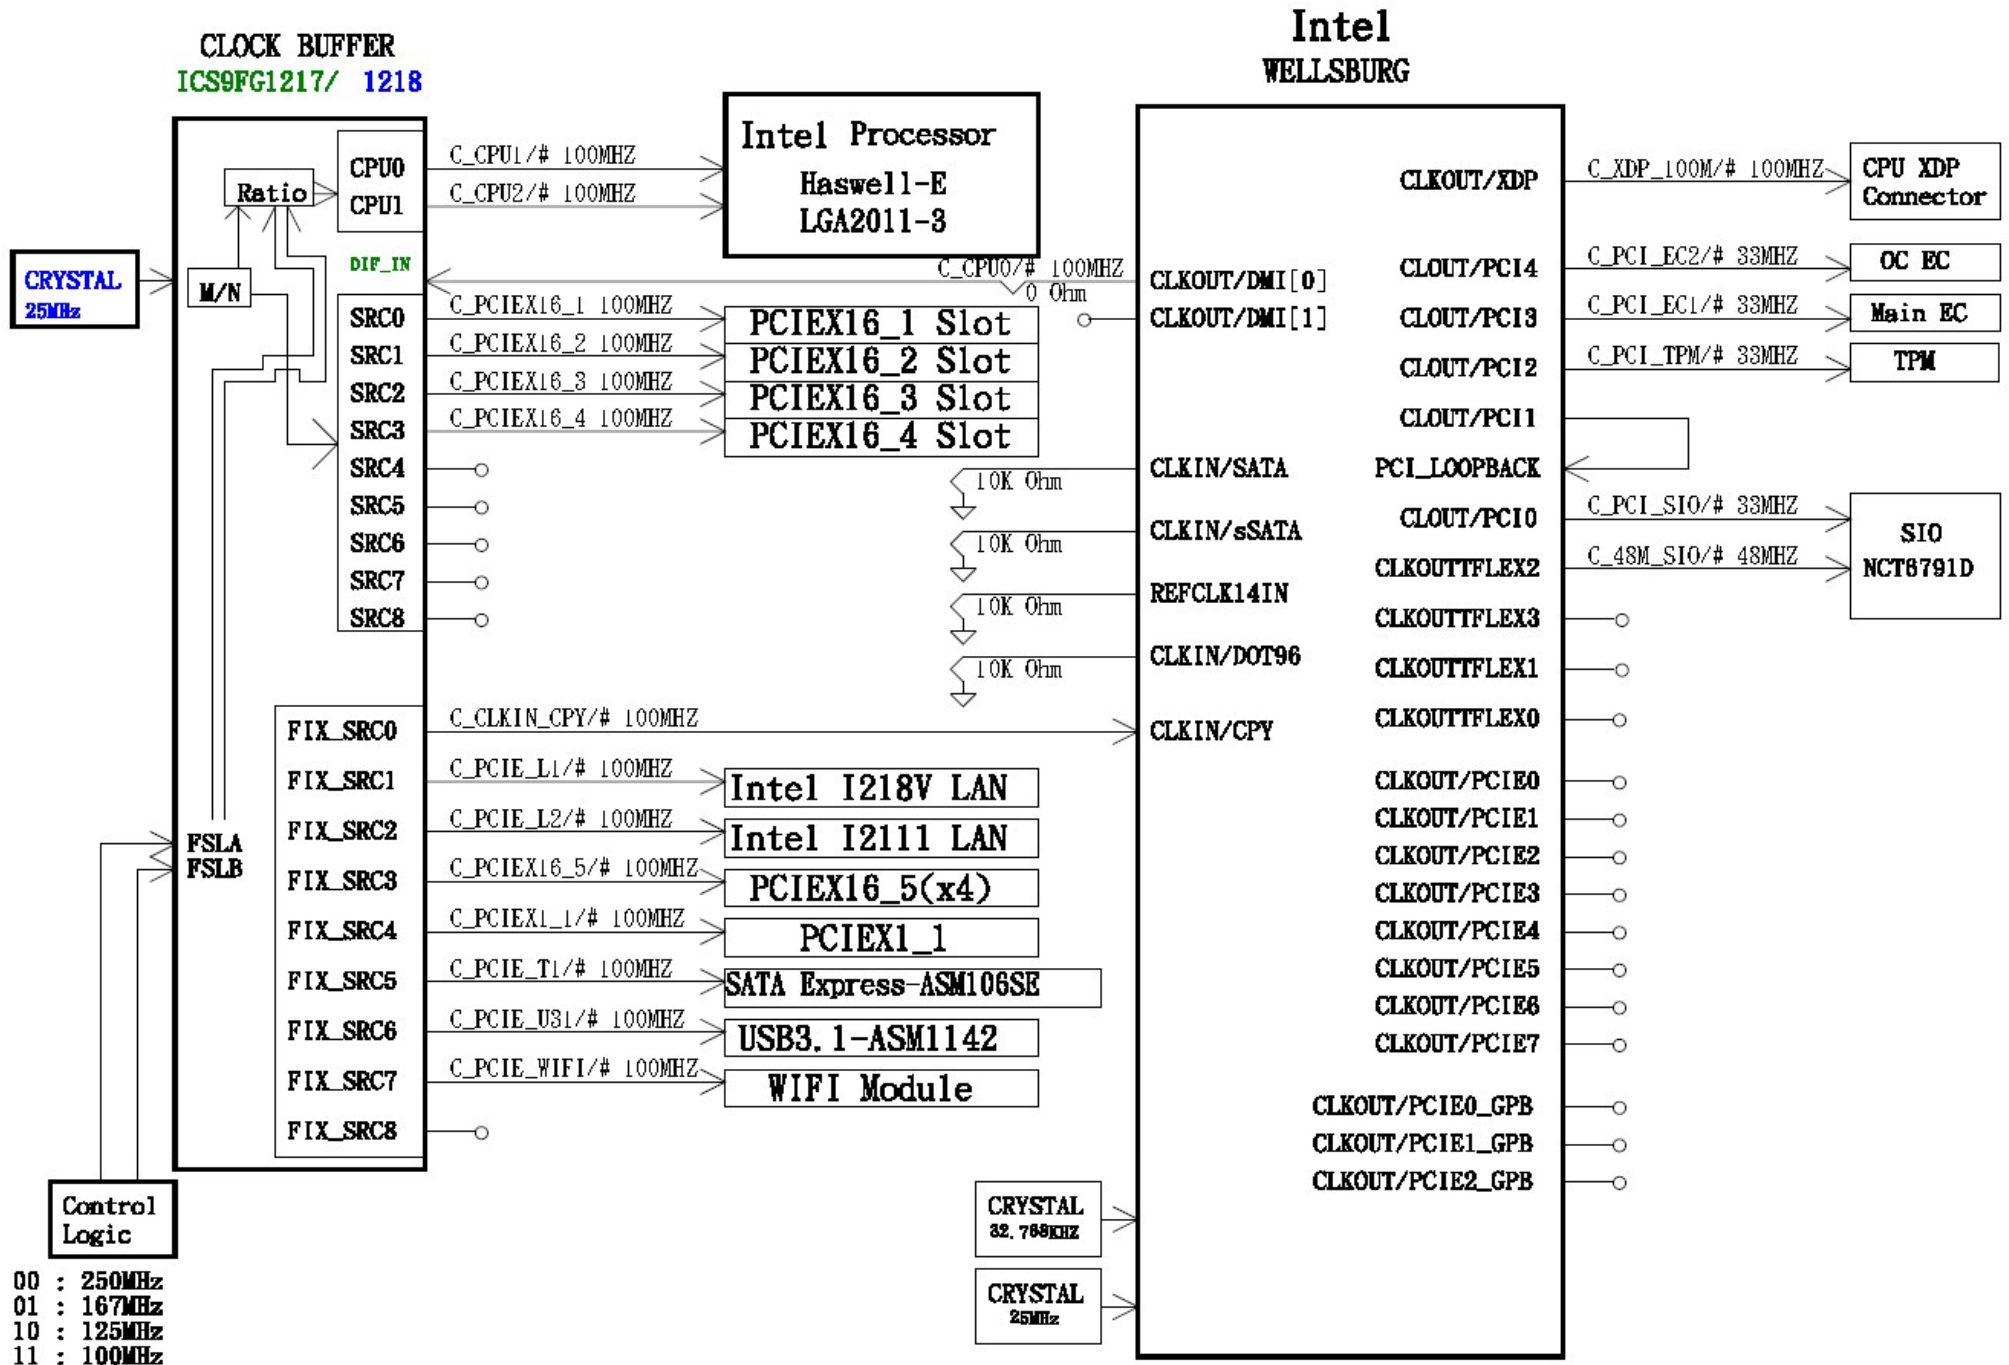 CLOCK BUFFER
ICS9FG1217/ 1218
Intel
WELLSBURG
Ratio
M/N
CRYSTAL
25MHz
CPU0
CPU1
DIF_IN
SRC0
SRC1
SRC2
SRC3
SRC4
SRC5
SRC6
SRC7
SRC8
FIX_SRC0
FIX_SRC1
FIX_SRC2
FIX_SRC3
FIX_SRC4
FIX_SRC5
FIX_SRC6
FIX_SRC7
FIX_SRC8
FSLA
FSLB
Control
Logic
00 : 250MHz
01 : 167MHz
10 : 125MHz
11 : 100MHz
C_CPU1/# 100MHZ
C_CPU2/# 100MHZ
Intel Processor
Haswell-E
LGA2011-3
C_CPU0/# 100MHZ
0 Ohm
C_PCIEX16_1 100MHZ
C_PCIEX16_2 100MHZ
C_PCIEX16_3 100MHZ
C_PCIEX16_4 100MHZ
PCIEX16_1 Slot
PCIEX16_2 Slot
PCIEX16_3 Slot
PCIEX16_4 Slot
10K Ohm
10K Ohm
10K Ohm
10K Ohm
C_CLKIN_CPY/# 100MHZ
C_PCIE_L1/# 100MHZ
Intel I218V LAN
C_PCIE_L2/# 100MHZ
Intel I2111 LAN
C_PCIEX16_5/# 100MHZ
PCIEX16_5(x4)
C_PCIEX1_1/# 100MHZ
PCIEX1_1
C_PCIE_T1/# 100MHZ
SATA Express-ASM106SE
C_PCIE_U31/# 100MHZ
USB3.1-ASM1142
C_PCIE_WIFI/# 100MHZ
WIFI Module
CRYSTAL
32.768KHZ
CRYSTAL
25MHz
CLKOUT/DMI[0]
CLKOUT/DMI[1]
CLKIN/SATA
CLKIN/sSATA
REFCLK14IN
CLKIN/DOT96
CLKIN/CPY
CLKOUT/XDP
CLOUT/PCI4
CLOUT/PCI3
CLOUT/PCI2
CLOUT/PCI1
PCI_LOOPBACK
CLOUT/PCI0
CLKOUTTFLEX2
CLKOUTTFLEX3
CLKOUTTFLEX1
CLKOUTTFLEX0
CLKOUT/PCIE0
CLKOUT/PCIE1
CLKOUT/PCIE2
CLKOUT/PCIE3
CLKOUT/PCIE4
CLKOUT/PCIE5
CLKOUT/PCIE6
CLKOUT/PCIE7
CLKOUT/PCIE0_GPB
CLKOUT/PCIE1_GPB
CLKOUT/PCIE2_GPB
C_XDP_100M/# 100MHZ
CPU XDP
Connector
C_PCI_EC2/# 33MHZ
OC EC
C_PCI_EC1/# 33MHZ
Main EC
C_PCI_TPM/# 33MHZ
TPM
C_PCI_SIO/# 33MHZ
C_48M_SIO/# 48MHZ
SIO
NCT6791D